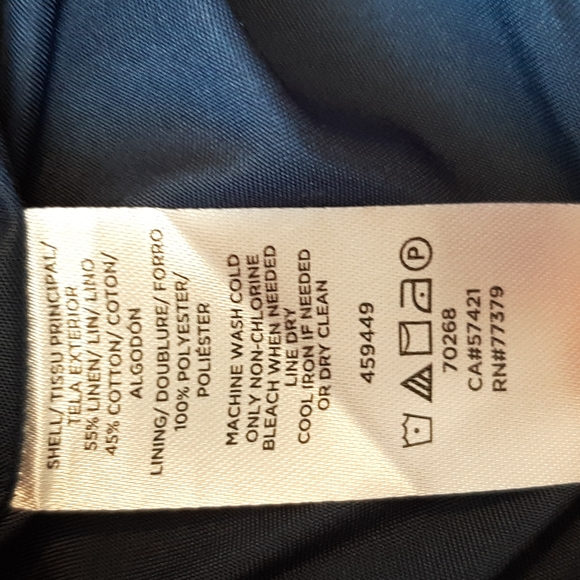 SHELL/ TISSU PRINCIPAL/
TELA EXTERIOR
55% LINEN/ LIN/ LINO
45% COTTON/ COTON/
ALGODÓN
LINING/ DOUBLURE/ FORRO
100% POLYESTER/
POLIÉSTER
MACHINE WASH COLD
ONLY NON-CHLORINE
BLEACH WHEN NEEDED
LINE DRY
COOL IRON IF NEEDED
OR DRY CLEAN
459449
P
70268
CA#57421
RN#77379